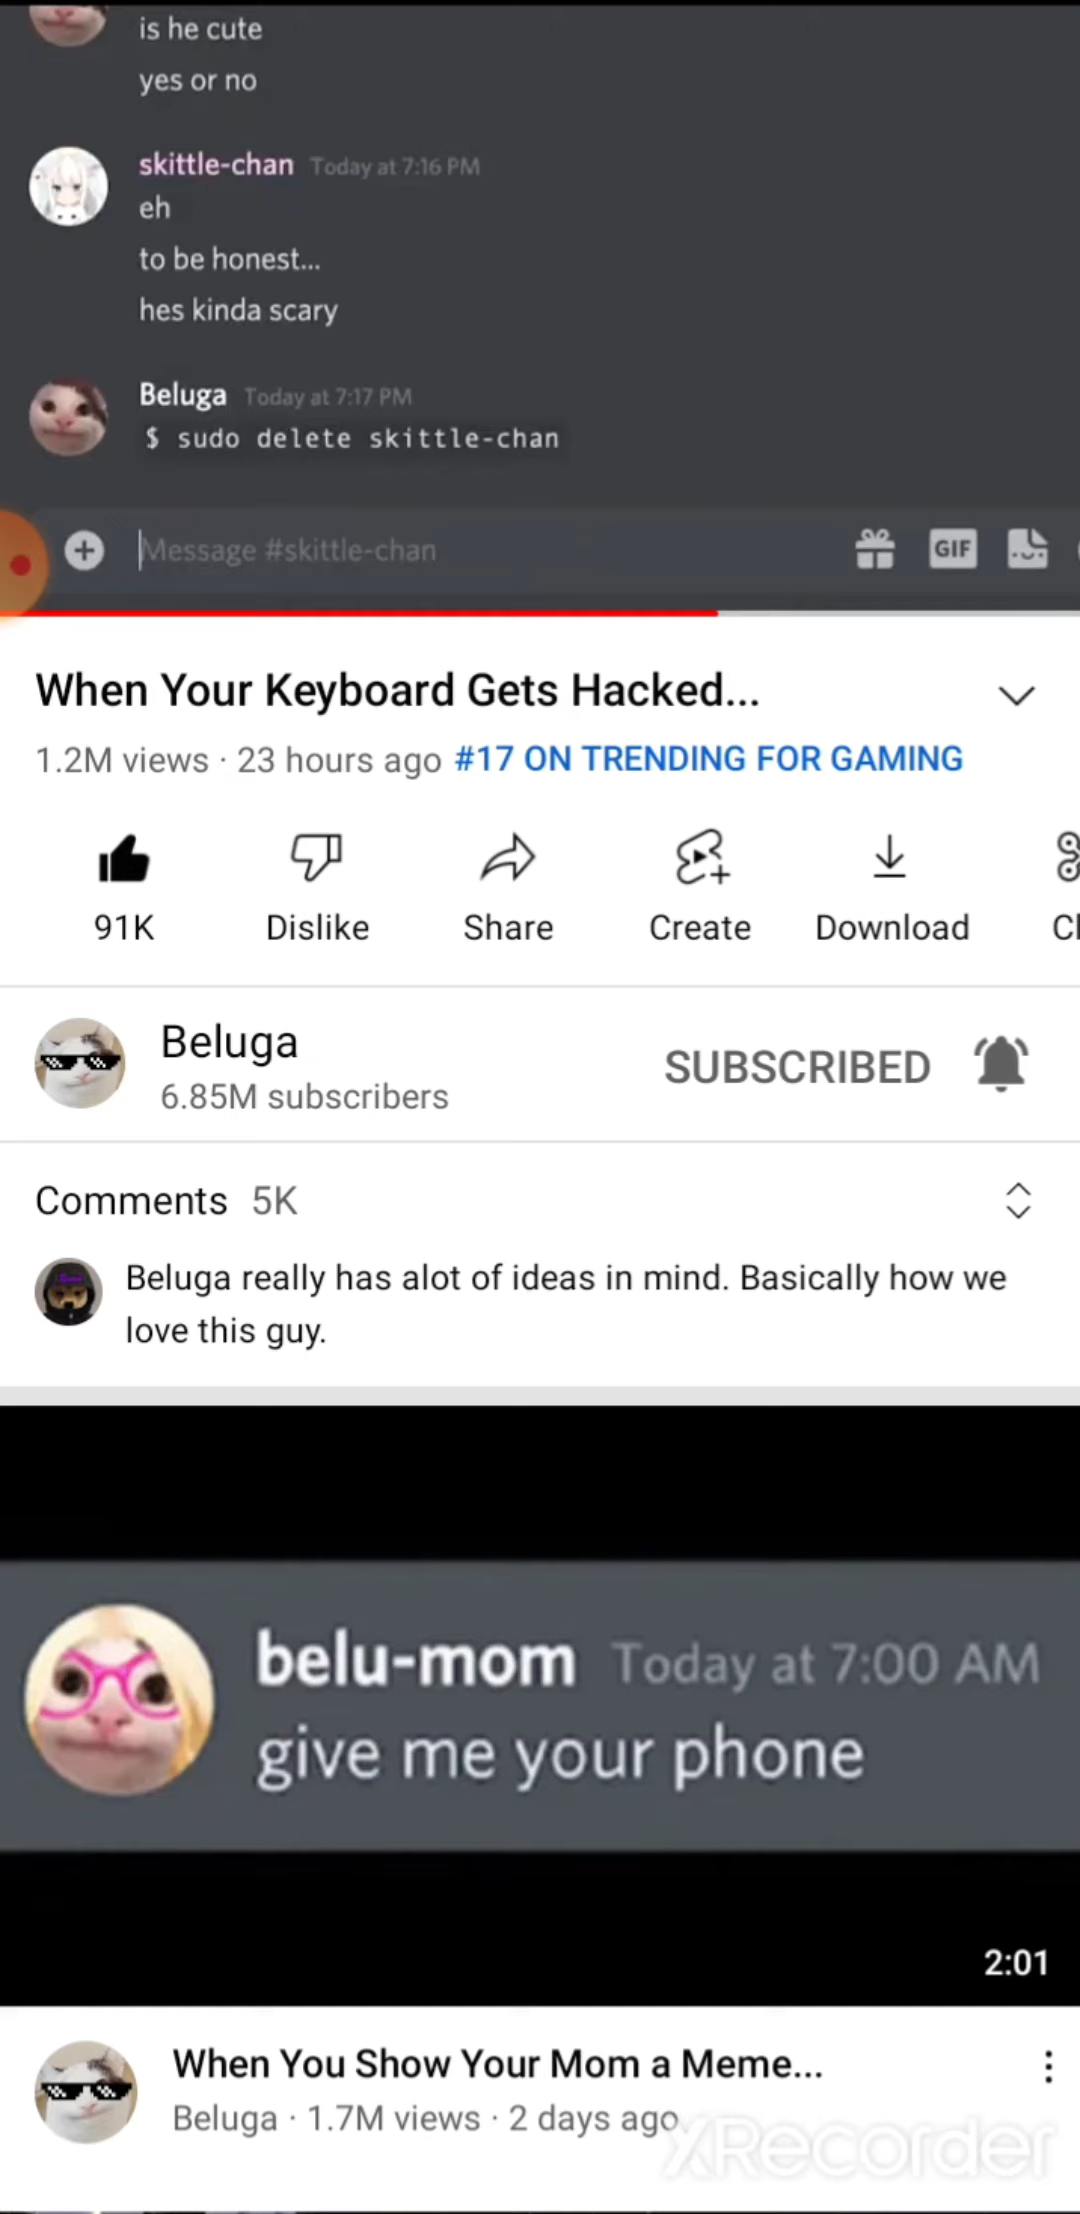 is he cute
yes or no
skittle-chan Today at 7:16 PM
eh
to be honest...
hes kinda scary
Beluga Today at 7:17 PM
$ sudo delete skittle-chan
Message #skittle-chan
GIF
When Your Keyboard Gets Hacked...
1.2M views · 23 hours ago #17 ON TRENDING FOR GAMING
91K Dislike Share Create Download
Beluga
6.85M subscribers
SUBSCRIBED
Comments 5K
Beluga really has alot of ideas in mind. Basically how we
love this guy.
belu-mom Today at 7:00 AM
give me your phone
2:01
When You Show Your Mom a Meme...
Beluga · 1.7M views · 2 days ago
XRecorder